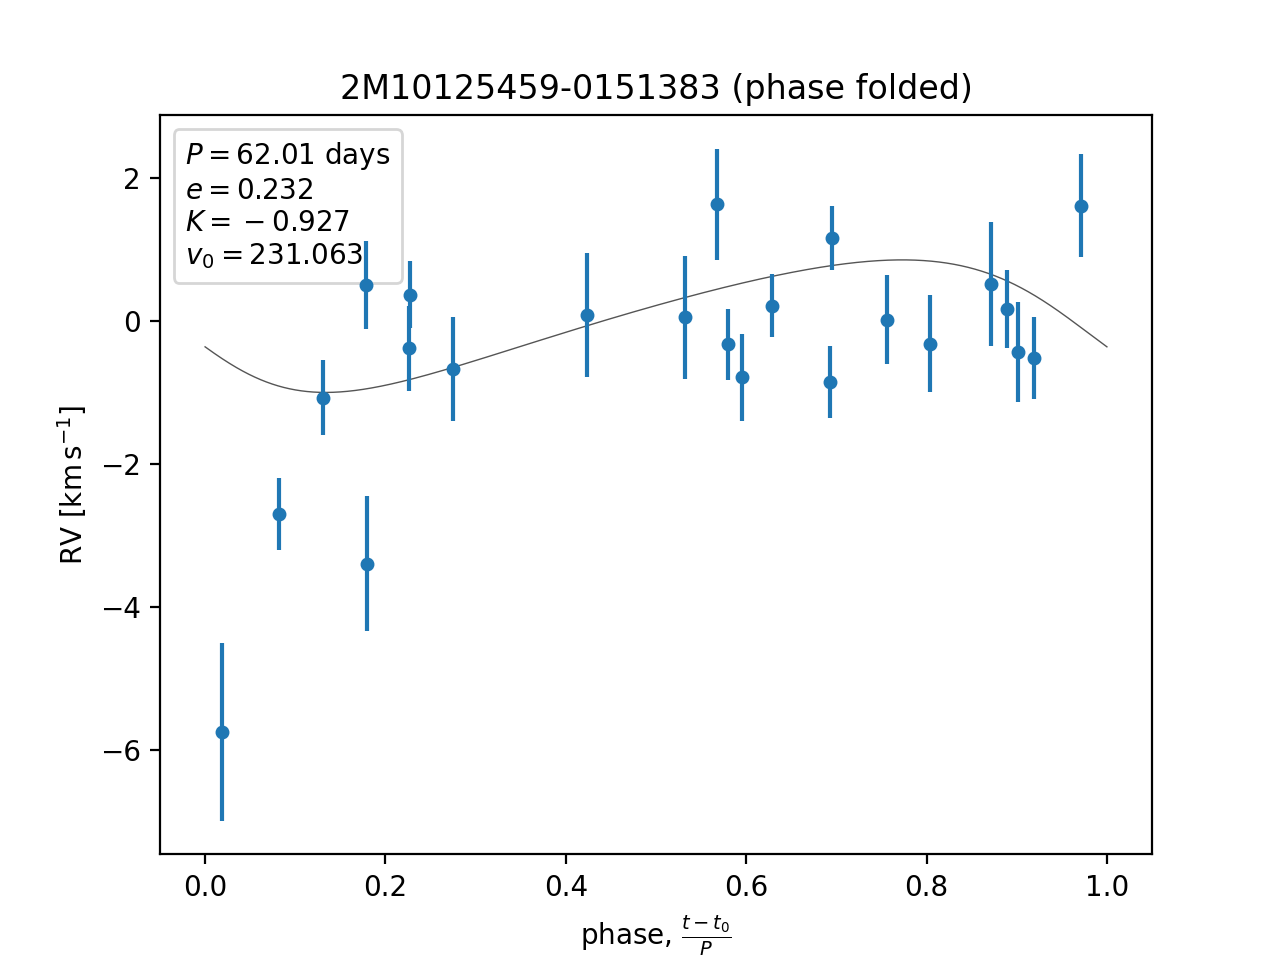 2M10125459-0151383 (phase folded)
P = 62.01 days
e = 0.232
K = −0.927
v₀ = 231.063
2
0
−2
−4
−6
RV [km s⁻¹]
0.0 0.2 0.4 0.6 0.8 1.0
phase, (t − t₀)/P